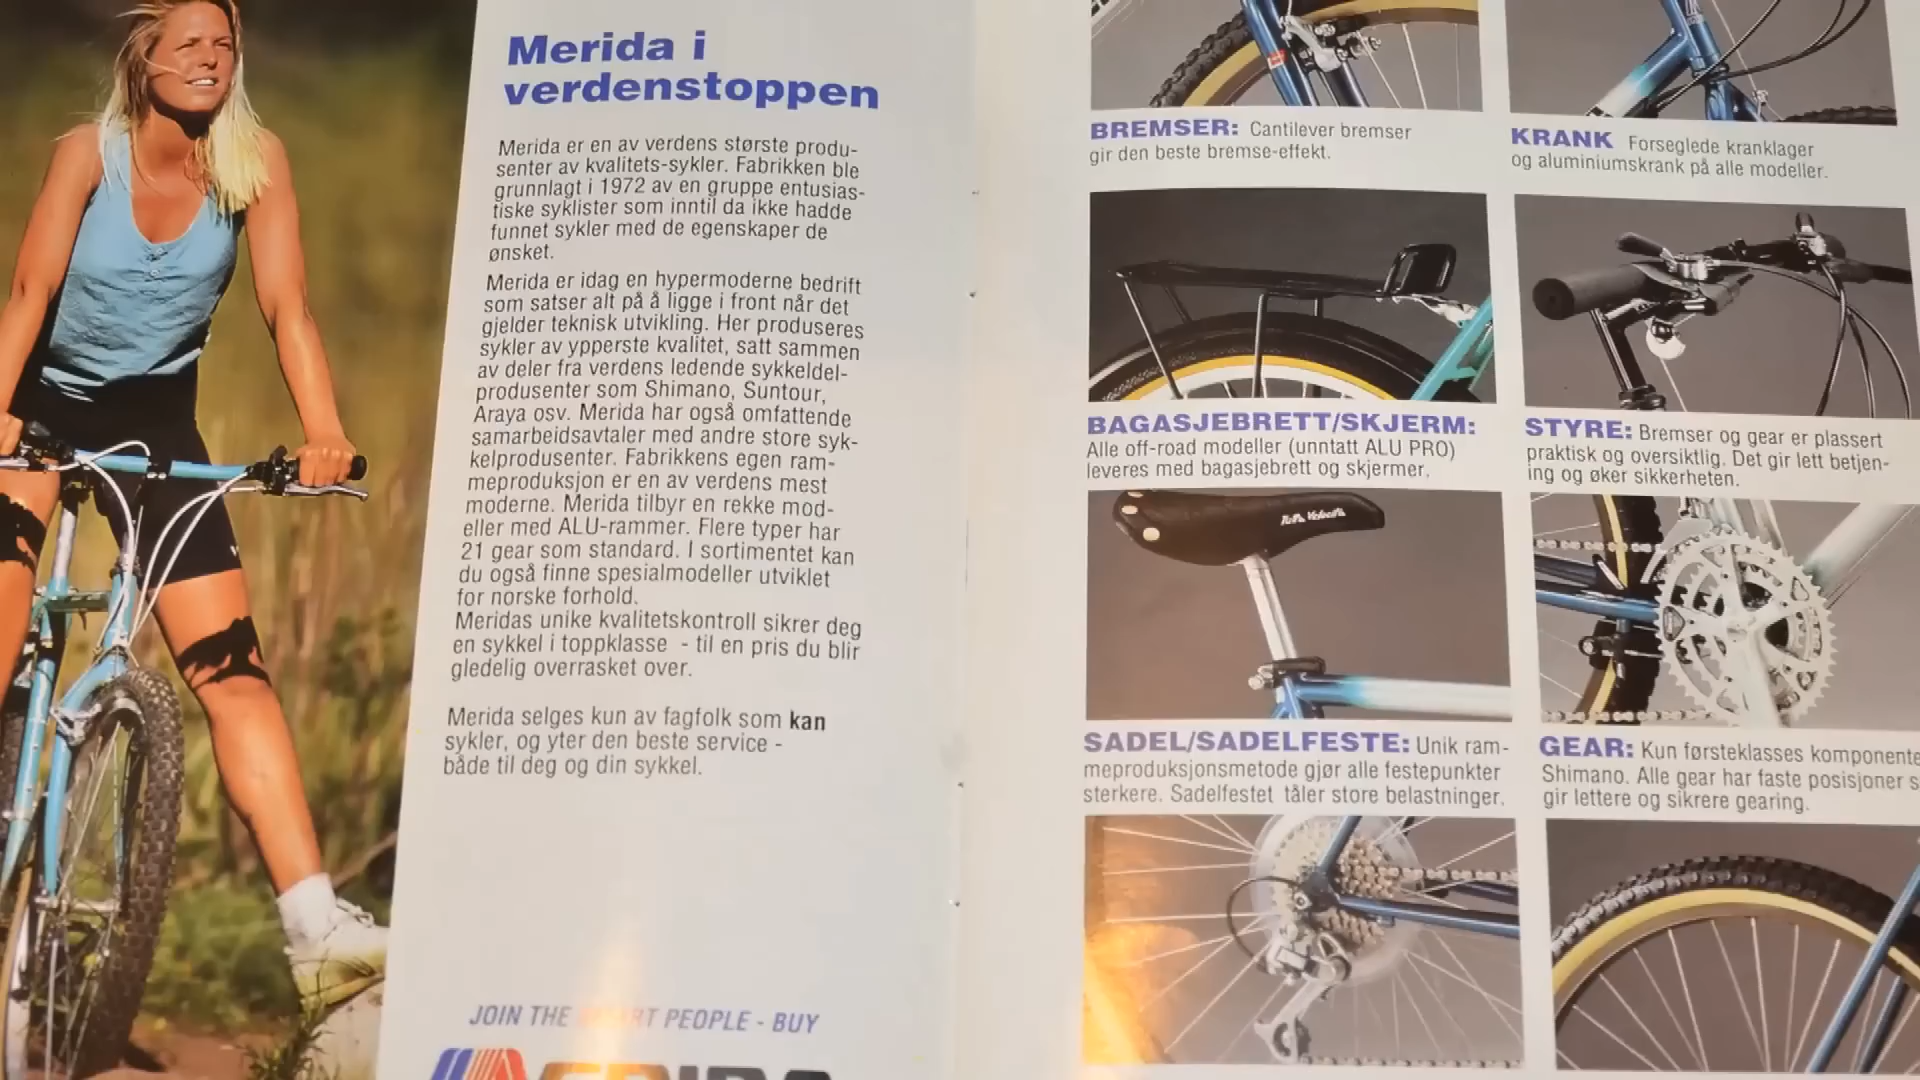 Merida i
verdenstoppen
Merida er en av verdens største produ-
senter av kvalitets-sykler. Fabrikken ble
grunnlagt i 1972 av en gruppe entusias-
tiske syklister som inntil da ikke hadde
funnet sykler med de egenskaper de
ønsket.
Merida er idag en hypermoderne bedrift
som satser alt på å ligge i front når det
gjelder teknisk utvikling. Her produseres
sykler av ypperste kvalitet, satt sammen
av deler fra verdens ledende sykkeldel-
produsenter som Shimano, Suntour,
Araya osv. Merida har også omfattende
samarbeidsavtaler med andre store syk-
kelprodusenter. Fabrikkens egen ram-
meproduksjon er en av verdens mest
moderne. Merida tilbyr en rekke mod-
eller med ALU-rammer. Flere typer har
21 gear som standard. I sortimentet kan
du også finne spesialmodeller utviklet
for norske forhold.
Meridas unike kvalitetskontroll sikrer deg
en sykkel i toppklasse - til en pris du blir
gledelig overrasket over.
Merida selges kun av fagfolk som kan
sykler, og yter den beste service -
både til deg og din sykkel.
JOIN THE PEOPLE - BUY
BREMSER: Cantilever bremser
gir den beste bremse-effekt.
KRANK Forseglede kranklager
og aluminiumskrank på alle modeller.
BAGASJEBRETT/SKJERM:
Alle off-road modeller (unntatt ALU PRO)
leveres med bagasjebrett og skjermer.
STYRE: Bremser og gear er plassert
praktisk og oversiktlig. Det gir lett betjen-
ing og øker sikkerheten.
SADEL/SADELFESTE: Unik ram-
meproduksjonsmetode gjør alle festepunkter
sterkere. Sadelfestet tåler store belastninger.
GEAR: Kun førsteklasses komponente
Shimano. Alle gear har faste posisjoner s
gir lettere og sikrere gearing.